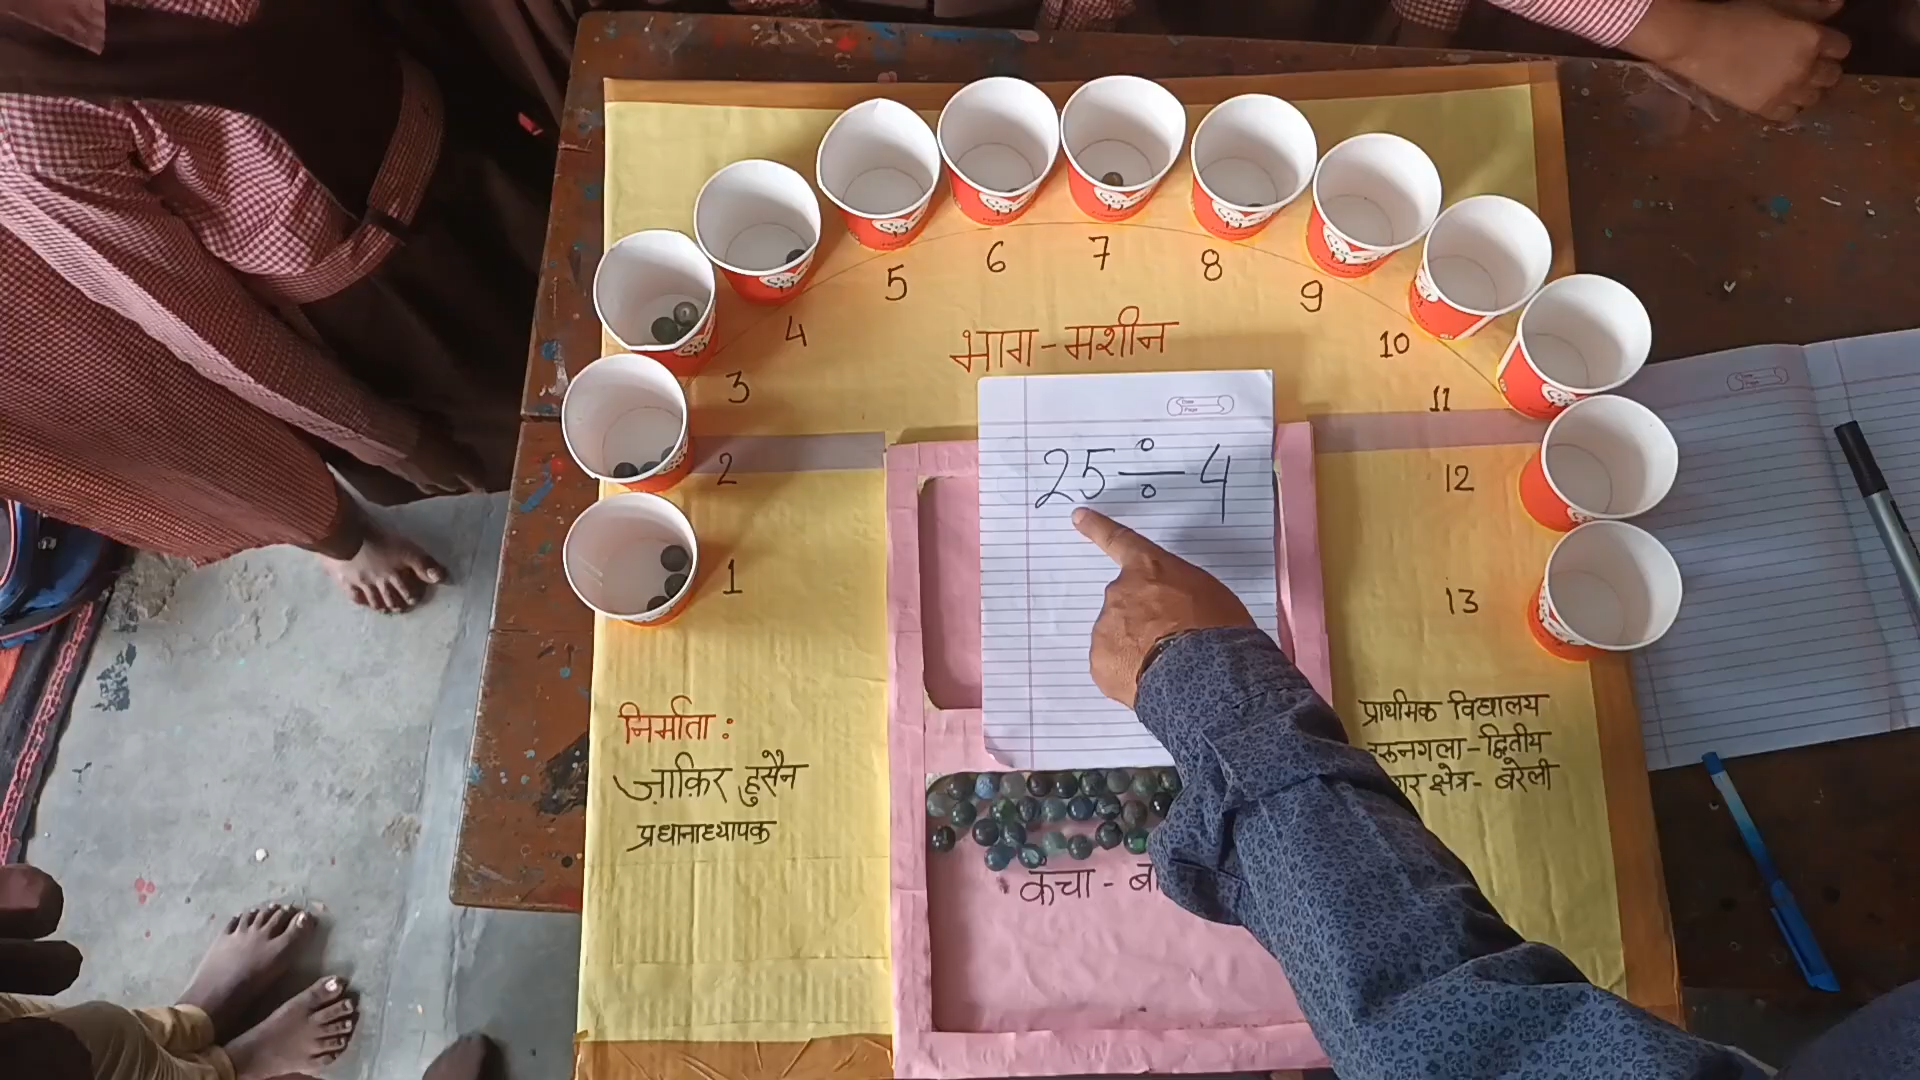 5
6
7
8
4
9
3
10
11
2
12
1
13
भाग-मशीन
25 ÷ 4
निर्माता :
ज़ाकिर हुसैन
प्रधानाध्यापक
प्राथमिक विद्यालय
द्वितीय
क्षेत्र- बरेली
कंचा -